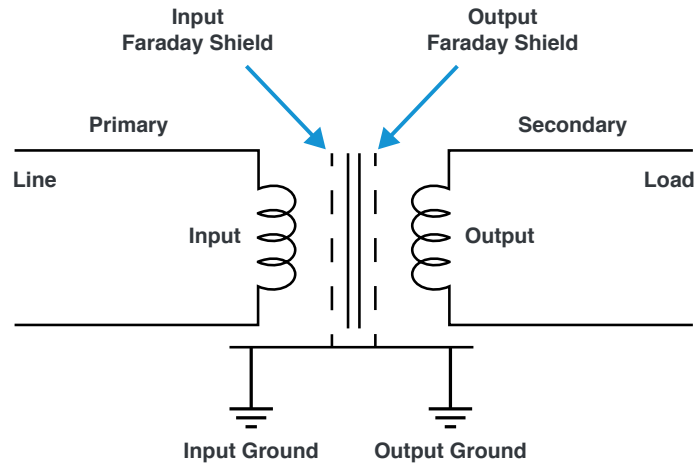 Input
Faraday Shield
Output
Faraday Shield
Primary
Secondary
Line
Load
Input
Output
Input Ground
Output Ground